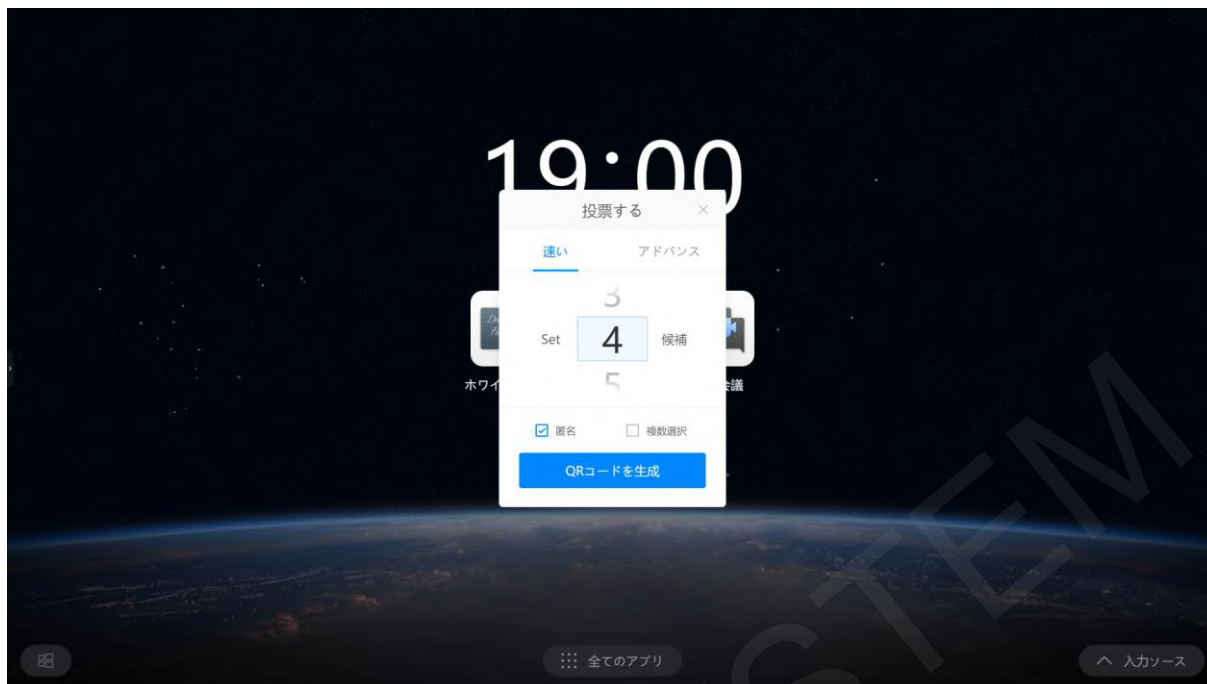 19:00
投票する
速い アドバンス
3
Set 4 候補
5
ホワイ
会議
匿名 複数選択
QRコードを生成
全てのアプリ
入力ソース
STEM